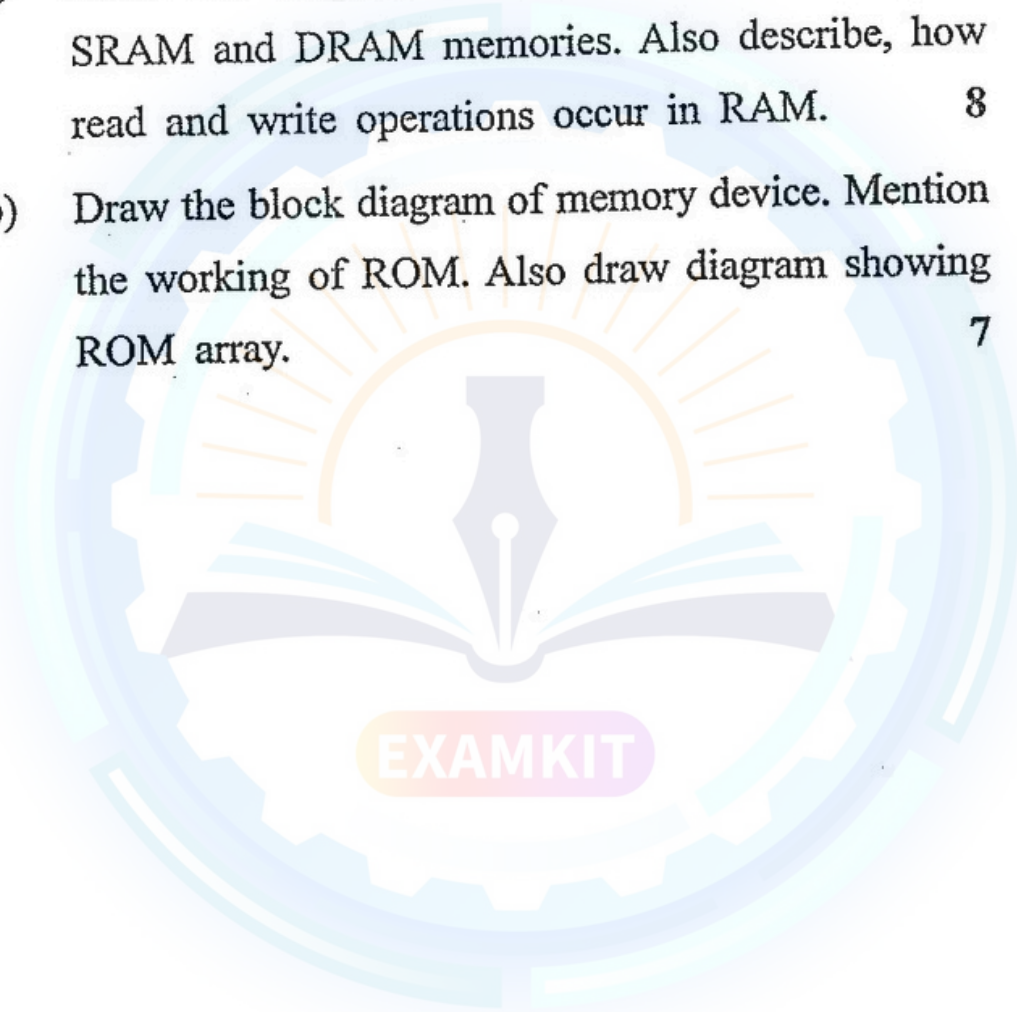 SRAM and DRAM memories. Also describe, how
read and write operations occur in RAM. 8
) Draw the block diagram of memory device. Mention
the working of ROM. Also draw diagram showing
ROM array. 7
EXAMKIT